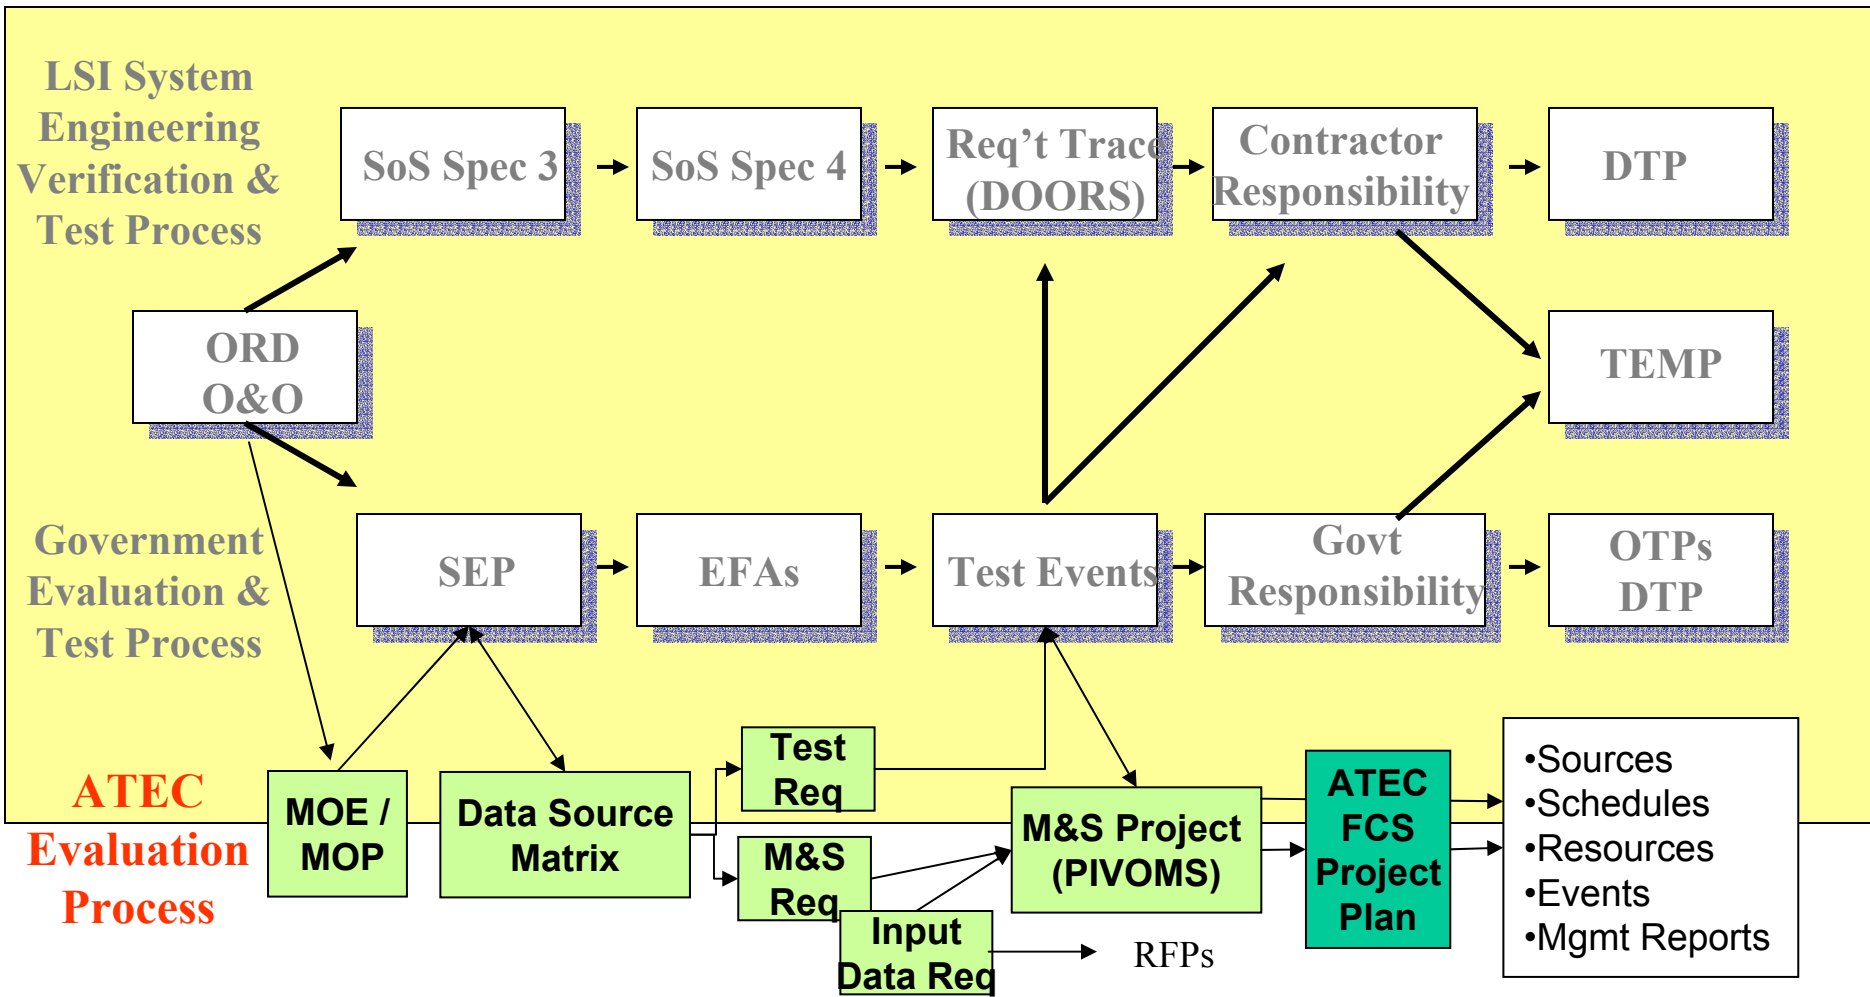 LSI System
Engineering
Verification &
Test Process
SoS Spec 3
SoS Spec 4
Req’t Trace
(DOORS)
Contractor
Responsibility
DTP
ORD
O&O
TEMP
Government
Evaluation &
Test Process
SEP
EFAs
Test Events
Govt
Responsibility
OTPs
DTP
ATEC
Evaluation
Process
MOE /
MOP
Data Source
Matrix
Test
Req
M&S
Req
Input
Data Req
RFPs
M&S Project
(PIVOMS)
ATEC
FCS
Project
Plan
•Sources
•Schedules
•Resources
•Events
•Mgmt Reports